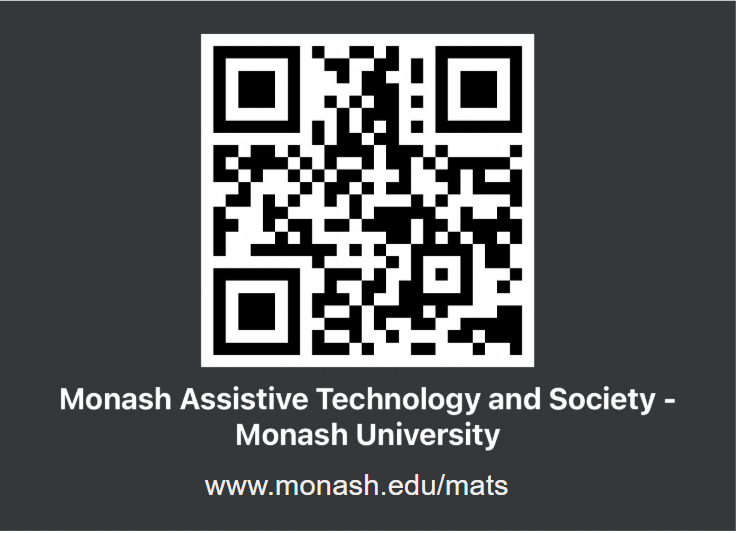 Monash Assistive Technology and Society -
Monash University
www.monash.edu/mats